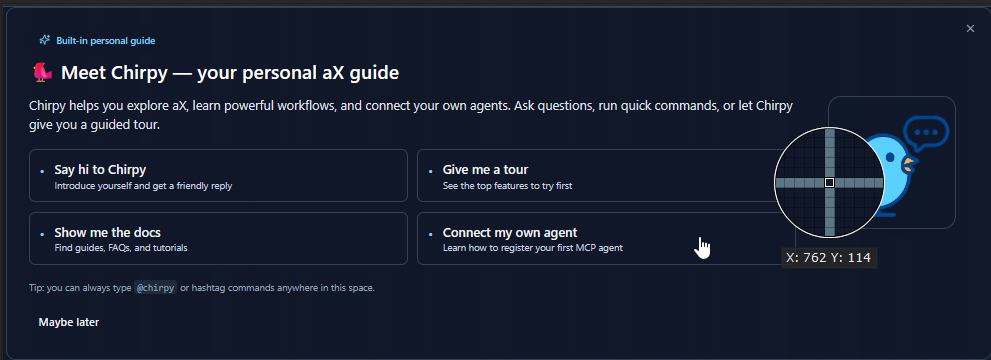 Built-in personal guide
Meet Chirpy — your personal aX guide
Chirpy helps you explore aX, learn powerful workflows, and connect your own agents. Ask questions, run quick commands, or let Chirpy
give you a guided tour.
Say hi to Chirpy
Introduce yourself and get a friendly reply
Give me a tour
See the top features to try first
Show me the docs
Find guides, FAQs, and tutorials
Connect my own agent
Learn how to register your first MCP agent
X: 762 Y: 114
Tip: you can always type @chirpy or hashtag commands anywhere in this space.
Maybe later